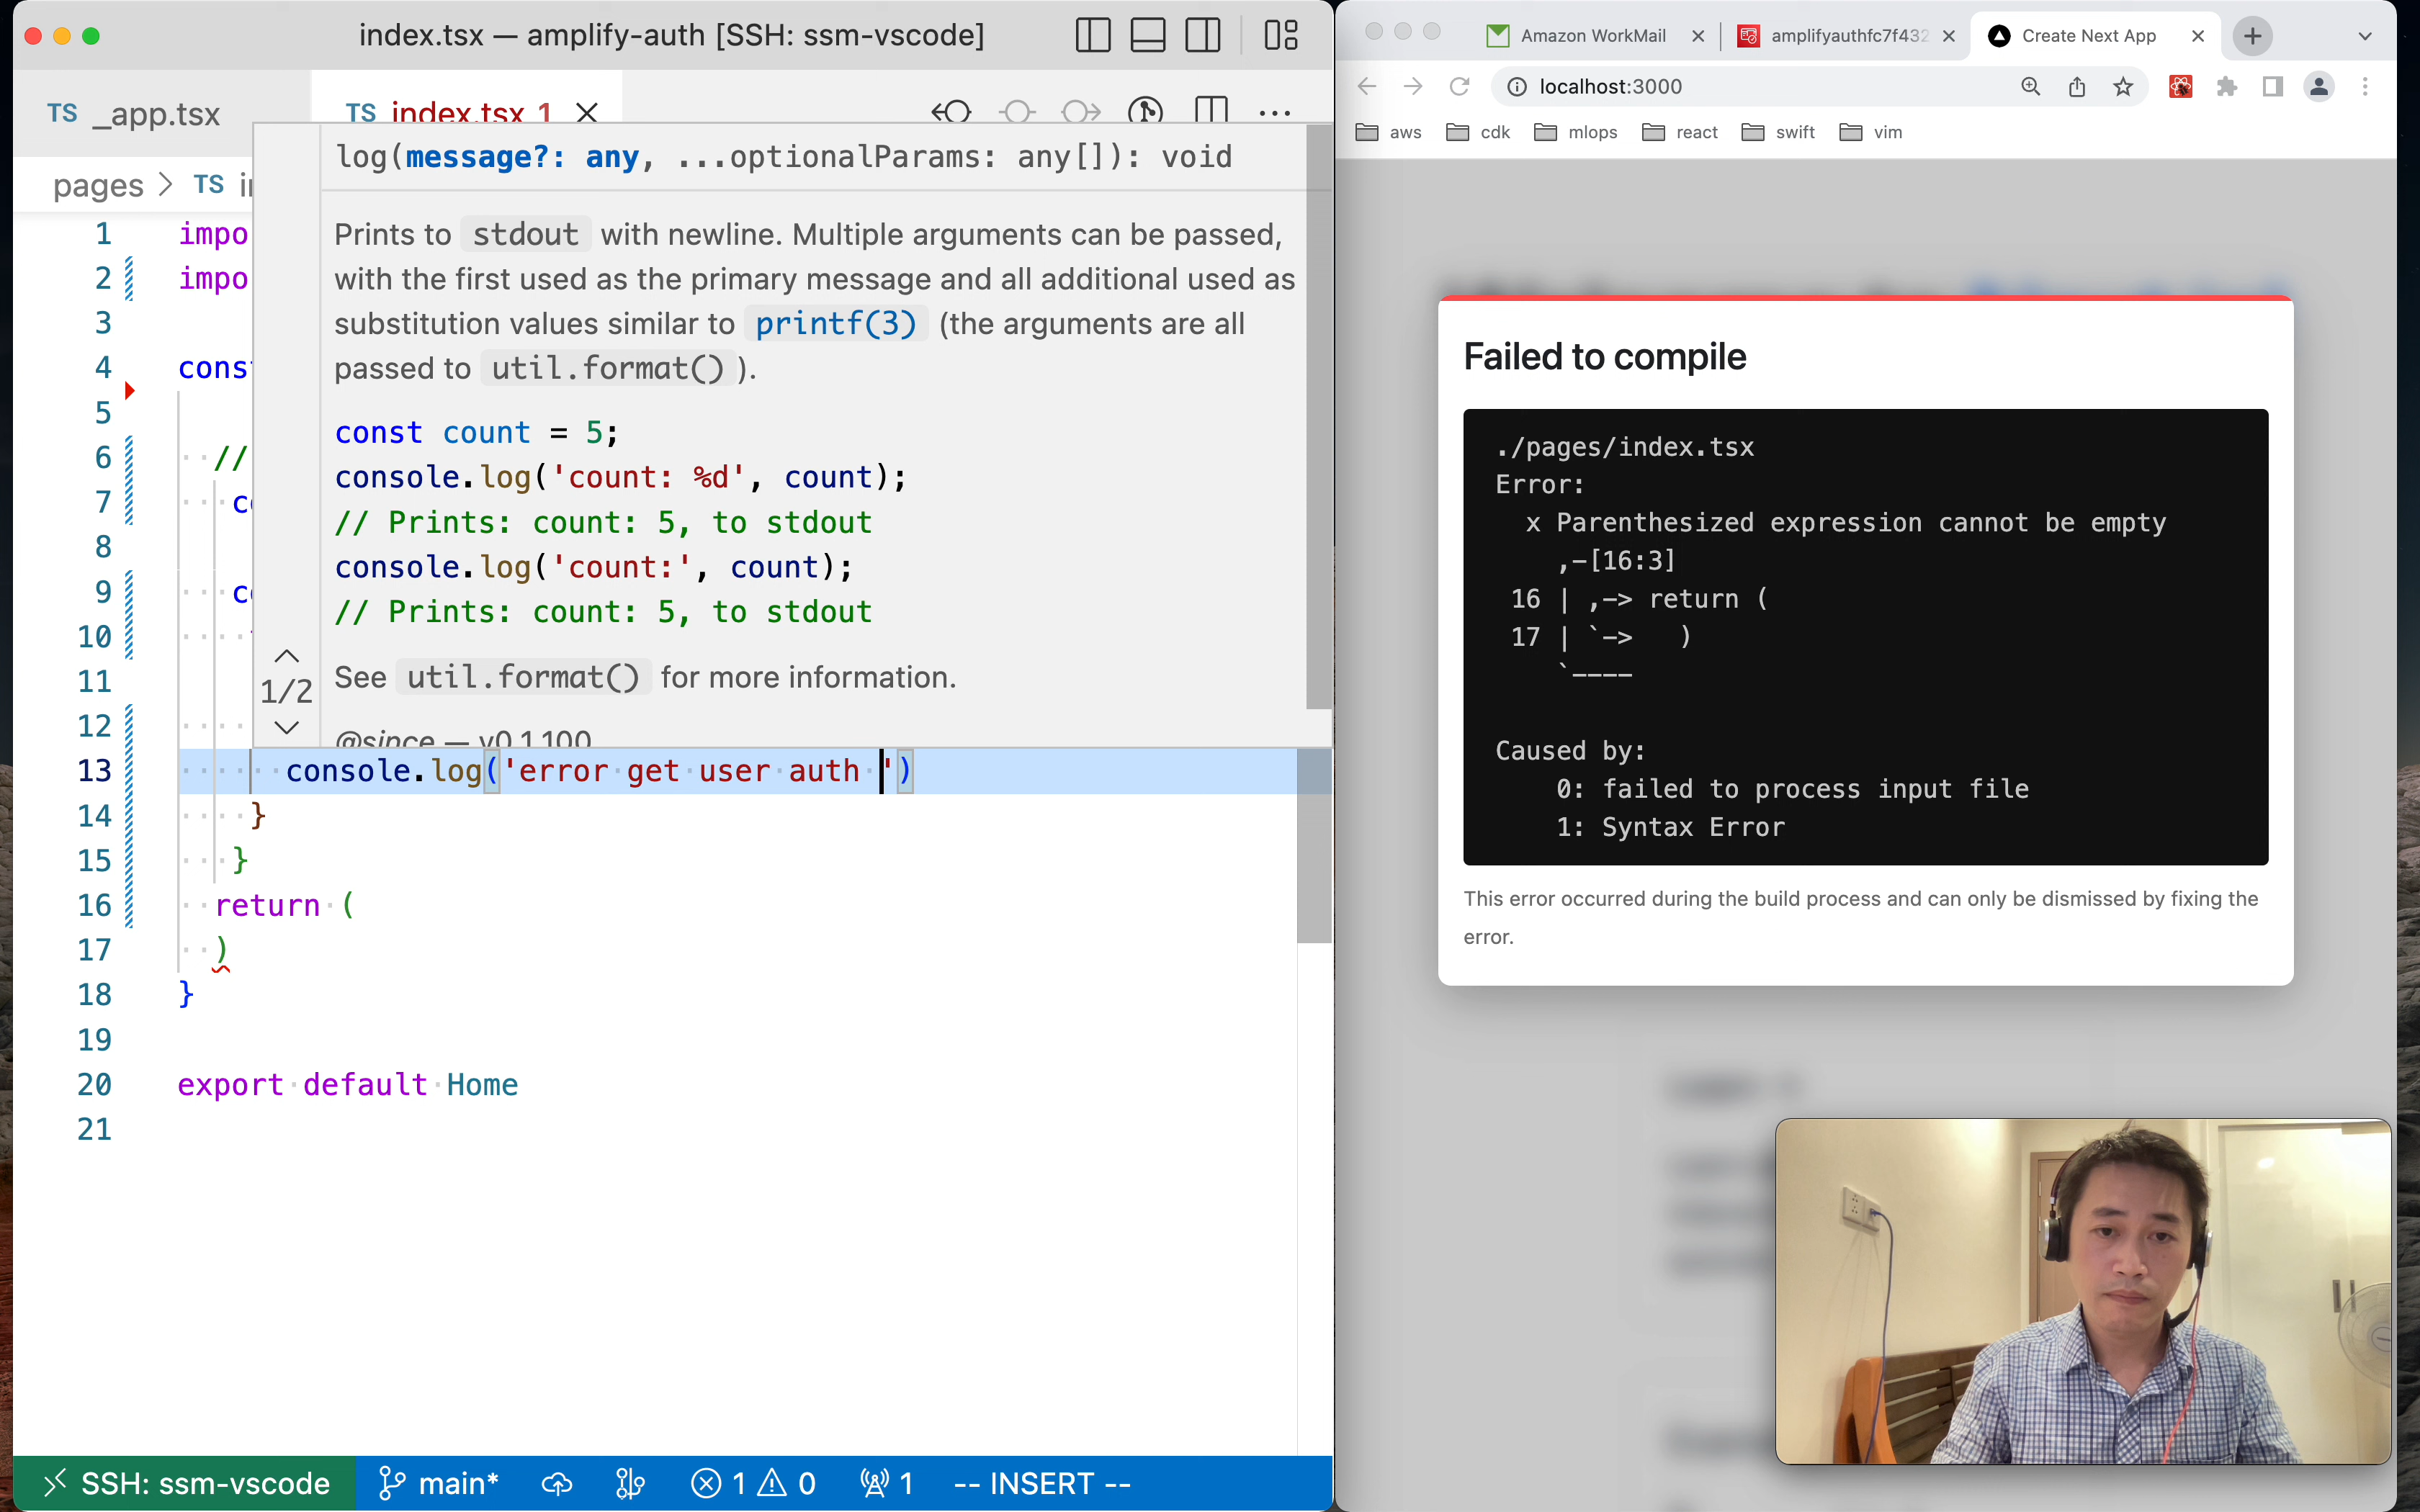 index.tsx — amplify-auth [SSH: ssm-vscode]
TS _app.tsx
TS index.tsx 1
pages > TS
log(message?: any, ...optionalParams: any[]): void
Prints to stdout with newline. Multiple arguments can be passed,
with the first used as the primary message and all additional used as
substitution values similar to printf(3) (the arguments are all
passed to util.format()).
const count = 5;
console.log('count: %d', count);
// Prints: count: 5, to stdout
console.log('count:', count);
// Prints: count: 5, to stdout
See util.format() for more information.
@since — v0.1.100
1/2
1 impo
2 impo
3
4 cons
5
6 //
7 c
8
9 c
10
11
12
13 console.log('error get user auth ')
14 }
15 }
16 return (
17 )
18 }
19
20 export default Home
21
SSH: ssm-vscode main* 1 0 1 -- INSERT --
Amazon WorkMail
amplifyauthfc7f432
Create Next App
localhost:3000
aws cdk mlops react swift vim
Failed to compile
./pages/index.tsx
Error:
x Parenthesized expression cannot be empty
,-[16:3]
16 | ,-> return (
17 | `-> )
`----
Caused by:
0: failed to process input file
1: Syntax Error
This error occurred during the build process and can only be dismissed by fixing the
error.